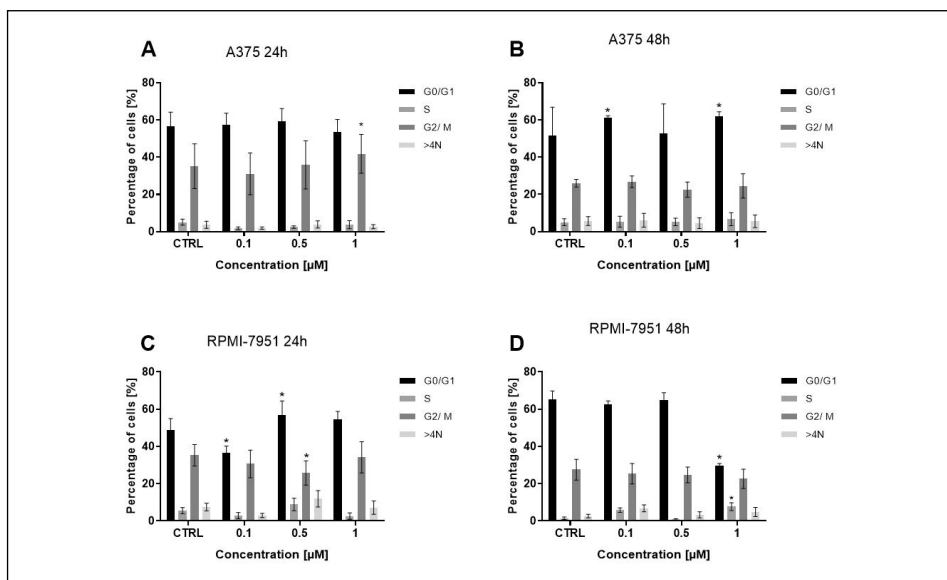 A
A375 24h
Percentage of cells [%]
80
60
40
20
0
*
CTRL 0.1 0.5 1
Concentration [µM]
G0/G1
S
G2/ M
>4N
B
A375 48h
Percentage of cells [%]
80
60
40
20
0
* *
CTRL 0.1 0.5 1
Concentration [µM]
G0/G1
S
G2/ M
>4N
C
RPMI-7951 24h
Percentage of cells [%]
80
60
40
20
0
* * *
CTRL 0.1 0.5 1
Concentration [µM]
G0/G1
S
G2/ M
>4N
D
RPMI-7951 48h
Percentage of cells [%]
80
60
40
20
0
* *
CTRL 0.1 0.5 1
Concentration [µM]
G0/G1
S
G2/ M
>4N